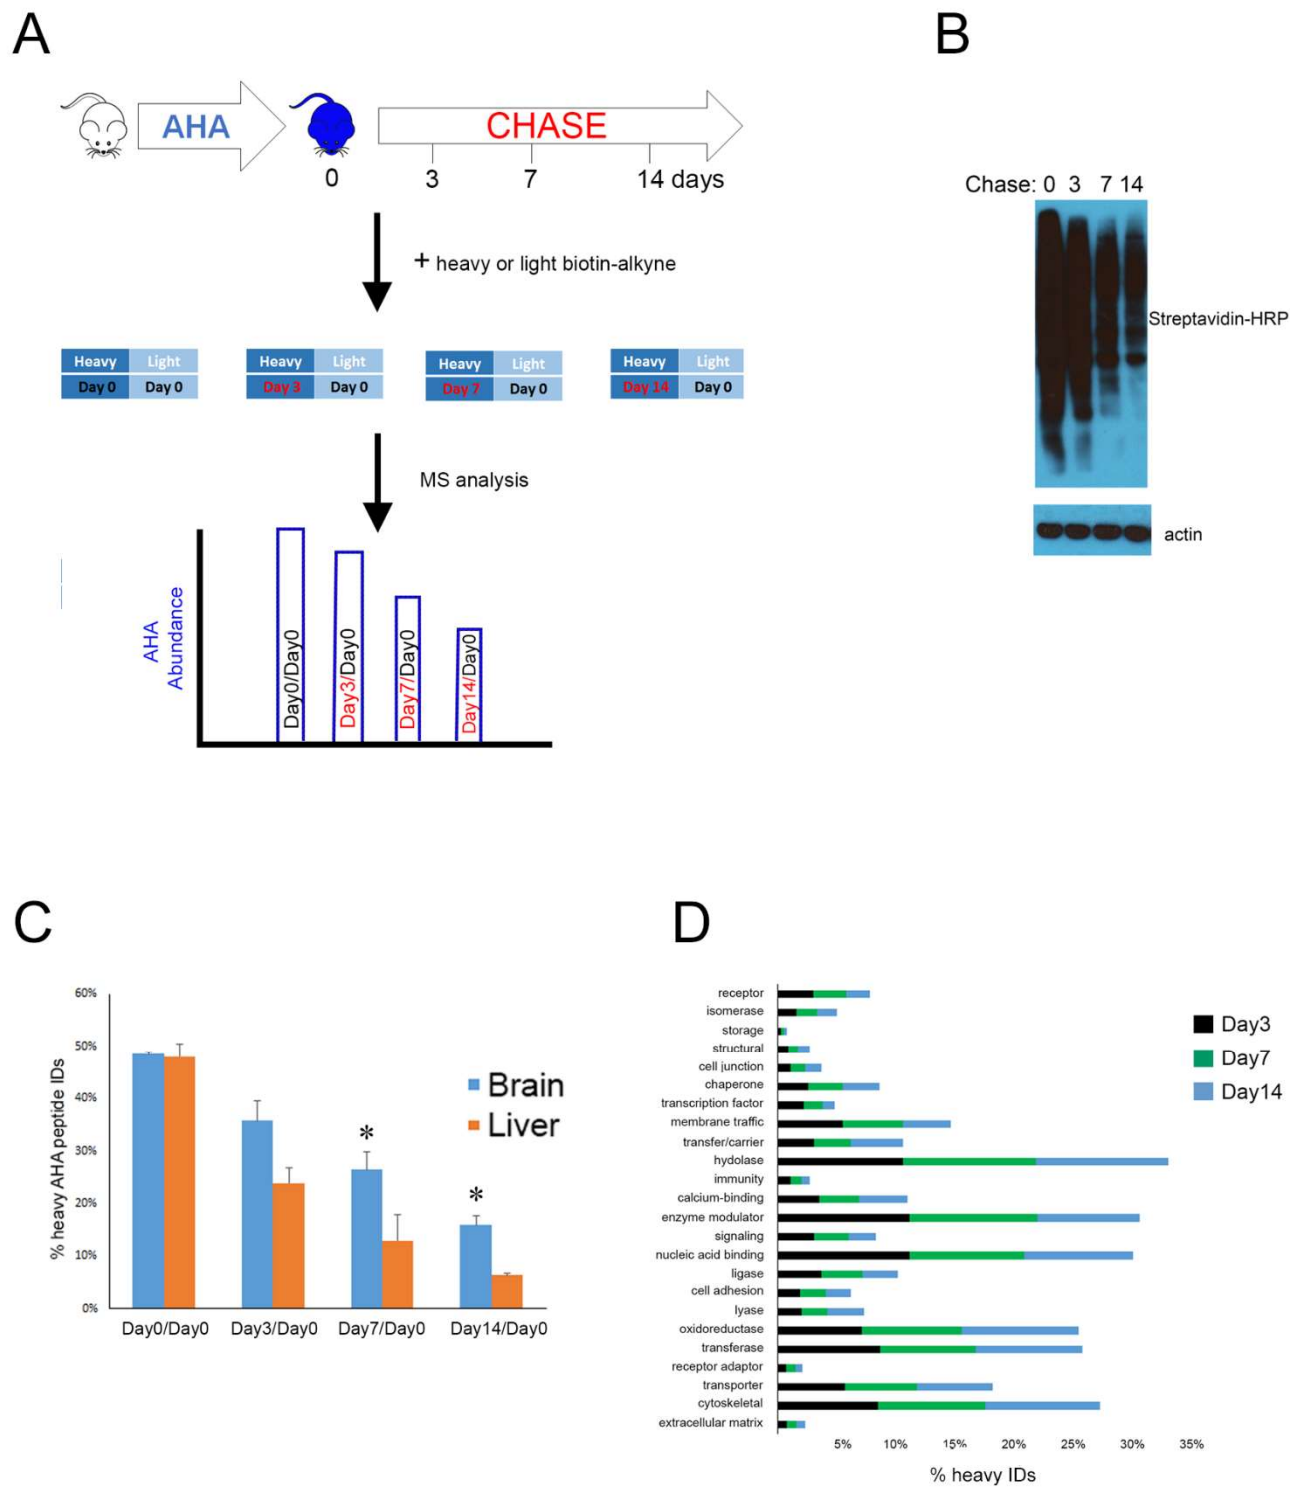 A
AHA
CHASE
0
3
7
14 days
+ heavy or light biotin-alkyne
Heavy Light
Day 0 Day 0
Heavy Light
Day 3 Day 0
Heavy Light
Day 7 Day 0
Heavy Light
Day 14 Day 0
MS analysis
AHA
Abundance
Day0/Day0
Day3/Day0
Day7/Day0
Day14/Day0
B
Chase: 0 3 7 14
Streptavidin-HRP
actin
C
% heavy AHA peptide IDs
60%
50%
40%
30%
20%
10%
0%
*
*
Brain
Liver
Day0/Day0 Day3/Day0 Day7/Day0 Day14/Day0
D
receptor
isomerase
storage
structural
cell junction
chaperone
transcription factor
membrane traffic
transfer/carrier
hydolase
immunity
calcium-binding
enzyme modulator
signaling
nucleic acid binding
ligase
cell adhesion
lyase
oxidoreductase
transferase
receptor adaptor
transporter
cytoskeletal
extracellular matrix
5% 10% 15% 20% 25% 30% 35%
% heavy IDs
Day3
Day7
Day14